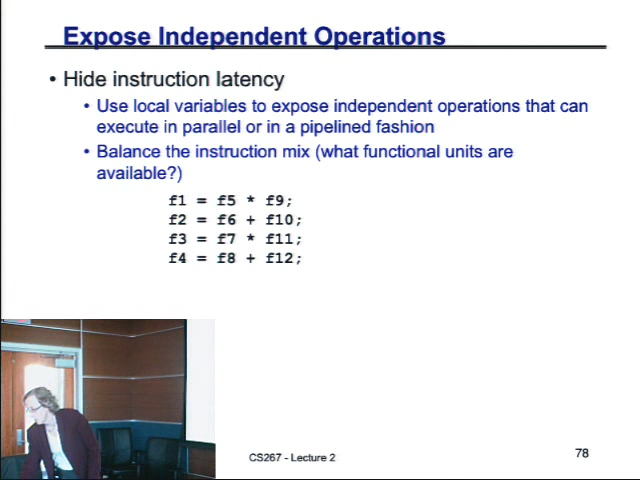 Expose Independent Operations
• Hide instruction latency
• Use local variables to expose independent operations that can
execute in parallel or in a pipelined fashion
• Balance the instruction mix (what functional units are
available?)
f1 = f5 * f9;
f2 = f6 + f10;
f3 = f7 * f11;
f4 = f8 + f12;
CS267 - Lecture 2
78